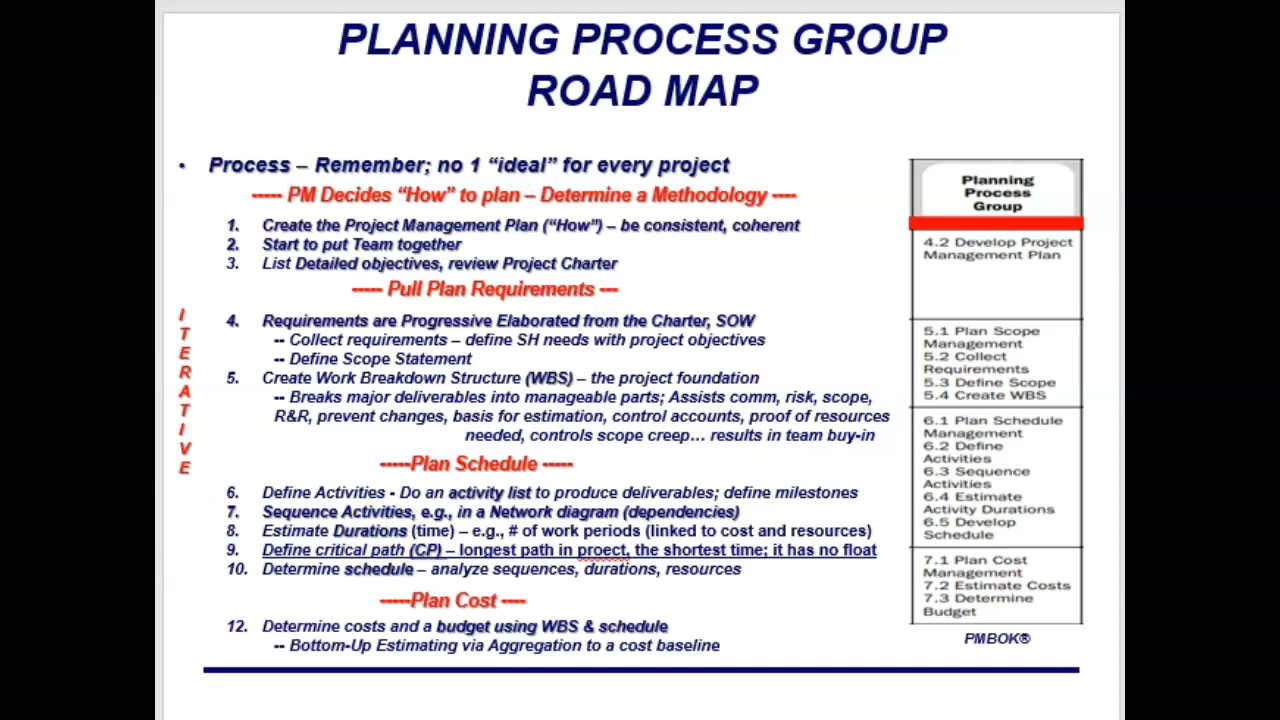 PLANNING PROCESS GROUP
ROAD MAP
• Process – Remember; no 1 “ideal” for every project
----- PM Decides “How” to plan – Determine a Methodology ----
1. Create the Project Management Plan (“How”) – be consistent, coherent
2. Start to put Team together
3. List Detailed objectives, review Project Charter
----- Pull Plan Requirements ---
4. Requirements are Progressive Elaborated from the Charter, SOW
-- Collect requirements – define SH needs with project objectives
-- Define Scope Statement
5. Create Work Breakdown Structure (WBS) – the project foundation
-- Breaks major deliverables into manageable parts; Assists comm, risk, scope,
R&R, prevent changes, basis for estimation, control accounts, proof of resources
needed, controls scope creep… results in team buy-in
-----Plan Schedule -----
6. Define Activities - Do an activity list to produce deliverables; define milestones
7. Sequence Activities, e.g., in a Network diagram (dependencies)
8. Estimate Durations (time) – e.g., # of work periods (linked to cost and resources)
9. Define critical path (CP) – longest path in proect, the shortest time; it has no float
10. Determine schedule – analyze sequences, durations, resources
-----Plan Cost ----
12. Determine costs and a budget using WBS & schedule
-- Bottom-Up Estimating via Aggregation to a cost baseline
I
T
E
R
A
T
I
V
E
Planning
Process
Group
4.2 Develop Project
Management Plan
5.1 Plan Scope
Management
5.2 Collect
Requirements
5.3 Define Scope
5.4 Create WBS
6.1 Plan Schedule
Management
6.2 Define
Activities
6.3 Sequence
Activities
6.4 Estimate
Activity Durations
6.5 Develop
Schedule
7.1 Plan Cost
Management
7.2 Estimate Costs
7.3 Determine
Budget
PMBOK®